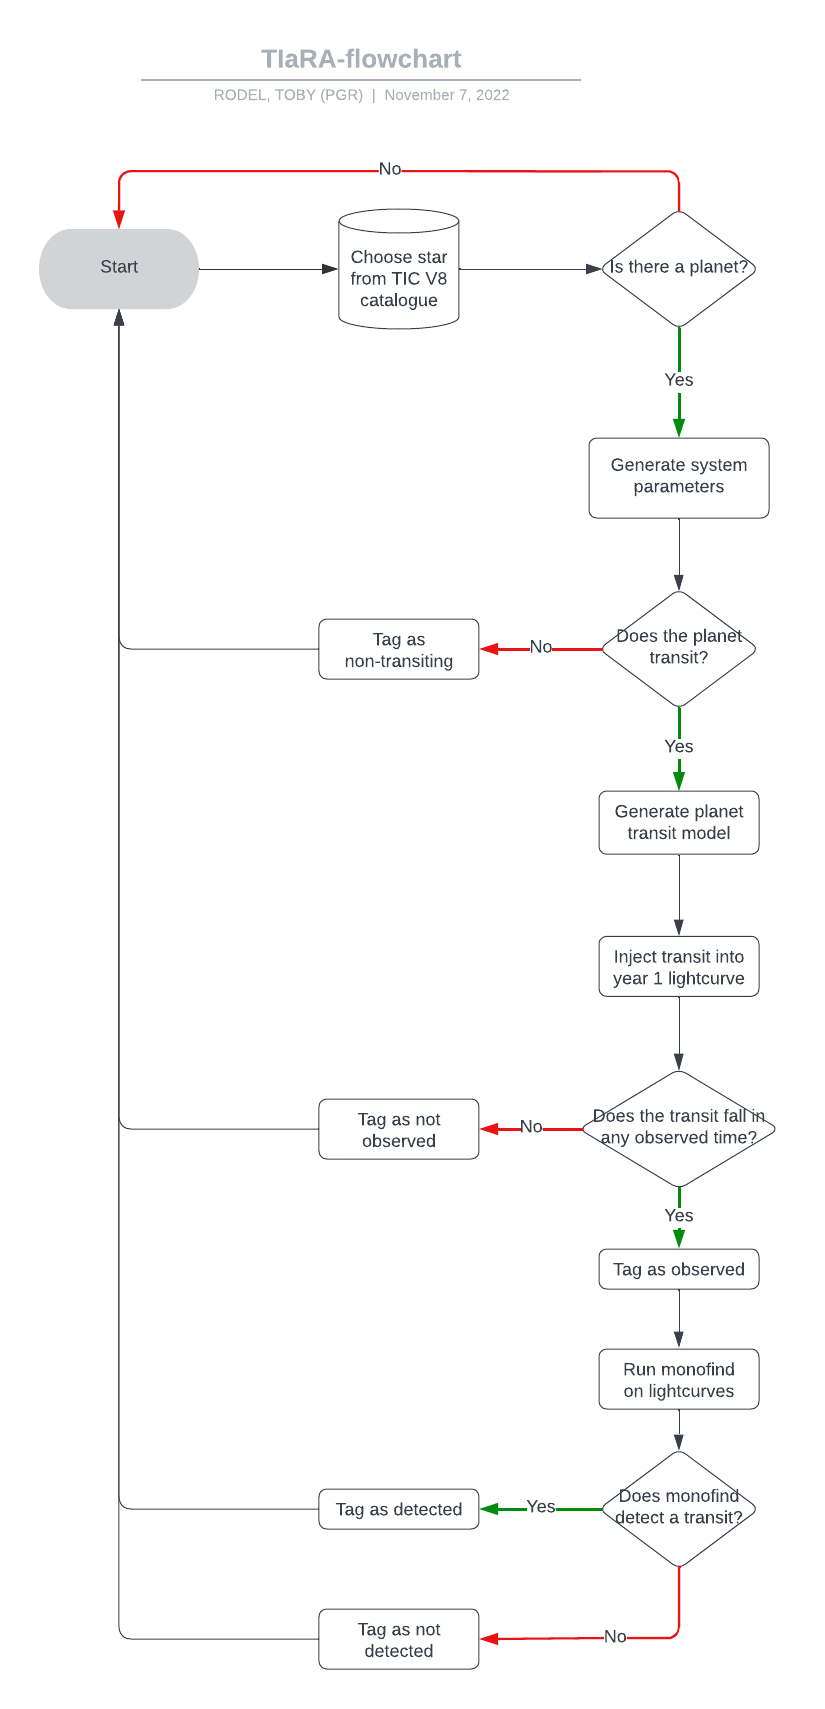 TIaRA-flowchart
RODEL, TOBY (PGR) | November 7, 2022
No
Start
Choose star
from TIC V8
catalogue
Is there a planet?
Yes
Generate system
parameters
Does the planet
transit?
No
Tag as
non-transiting
Yes
Generate planet
transit model
Inject transit into
year 1 lightcurve
Does the transit fall in
any observed time?
No
Tag as not
observed
Yes
Tag as observed
Run monofind
on lightcurves
Does monofind
detect a transit?
Yes
Tag as detected
No
Tag as not
detected